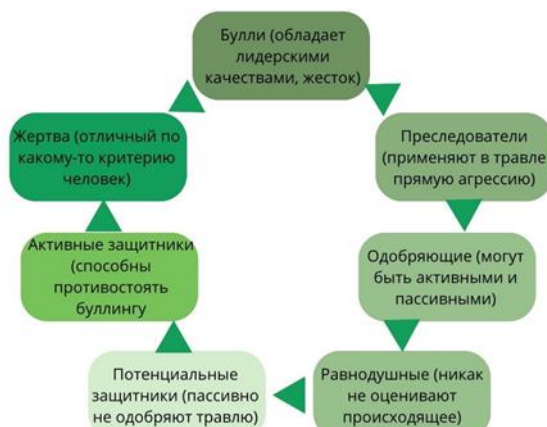 Булли (обладает
лидерскими
качествами, жесток)
Преследователи
(применяют в травле
прямую агрессию)
Одобряющие (могут
быть активными и
пассивными)
Равнодушные (никак
не оценивают
происходящее)
Потенциальные
защитники (пассивно
не одобряют травлю)
Активные защитники
(способны
противостоять
буллингу
Жертва (отличный по
какому-то критерию
человек)